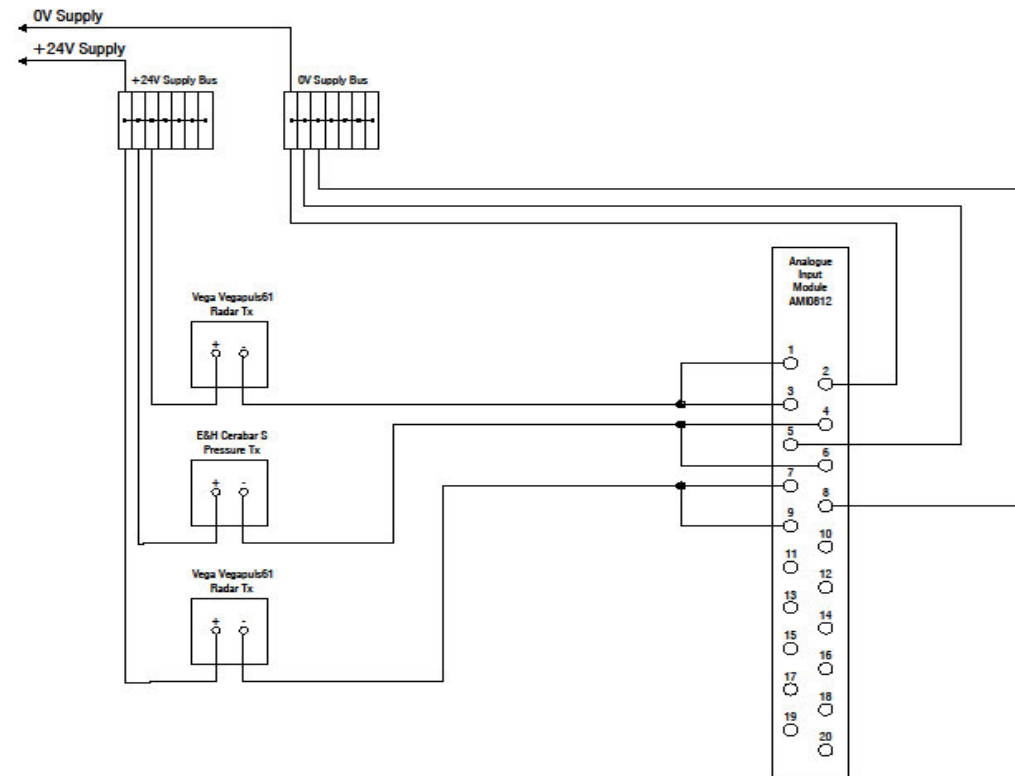 0V Supply
+24V Supply
+24V Supply Bus
0V Supply Bus
Analogue
Input
Module
AMI0812
Vega Vegapuls61
Radar Tx
+ -
E&H Cerabar S
Pressure Tx
+ -
Vega Vegapuls61
Radar Tx
+ -
1
2
3
4
5
6
7
8
9
10
11
12
13
14
15
16
17
18
19
20